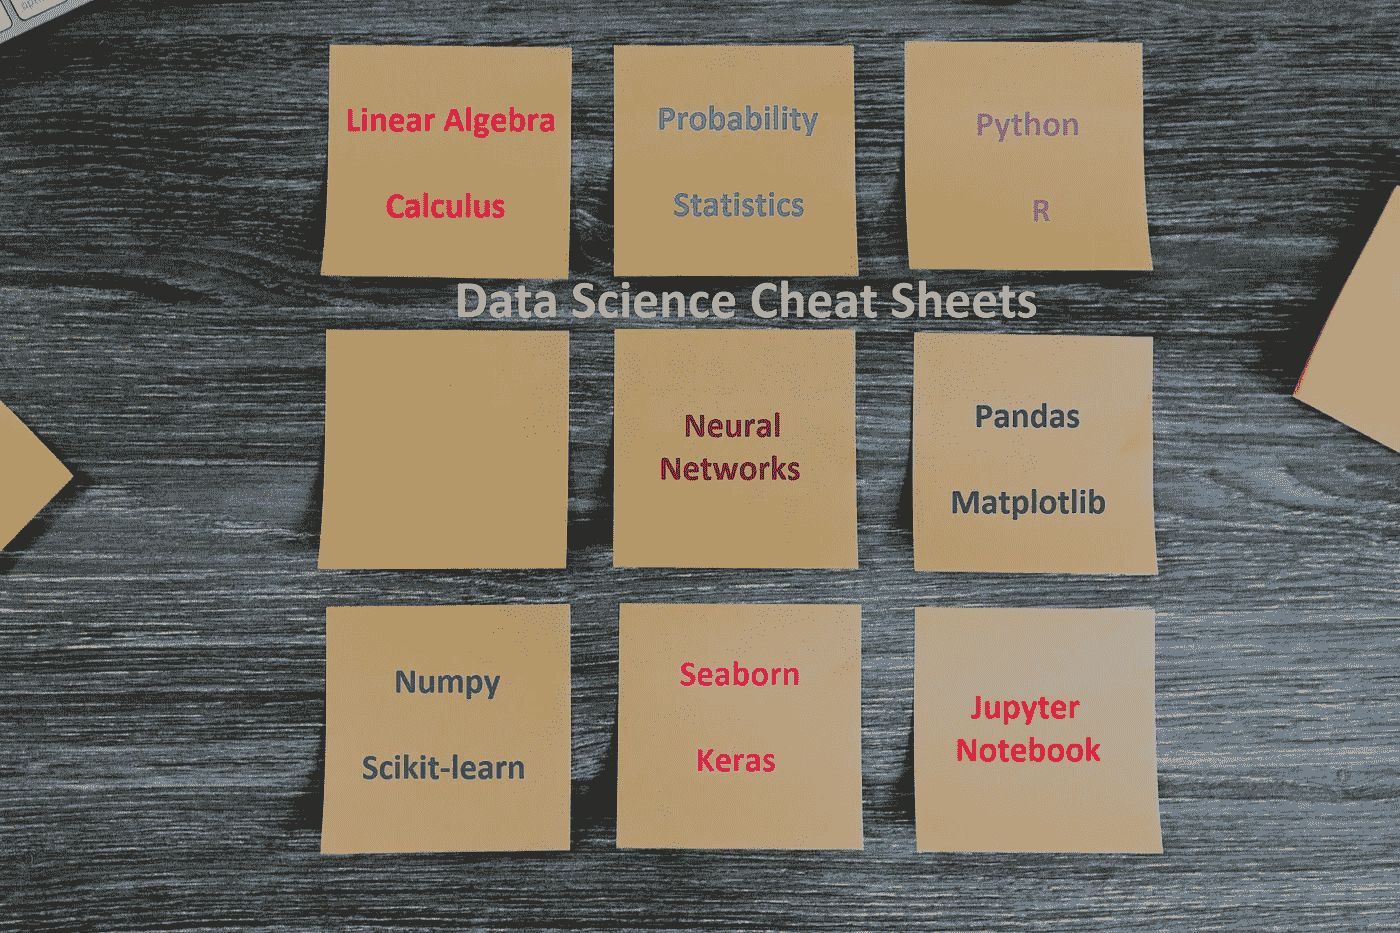 Linear Algebra
Calculus
Probability
Statistics
Python
R
Data Science Cheat Sheets
Neural
Networks
Pandas
Matplotlib
Numpy
Scikit-learn
Seaborn
Keras
Jupyter
Notebook